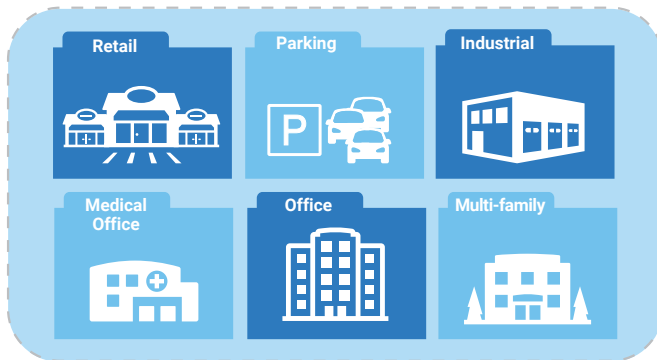 Retail
Parking
Industrial
P
Medical
Office
Office
Multi-family